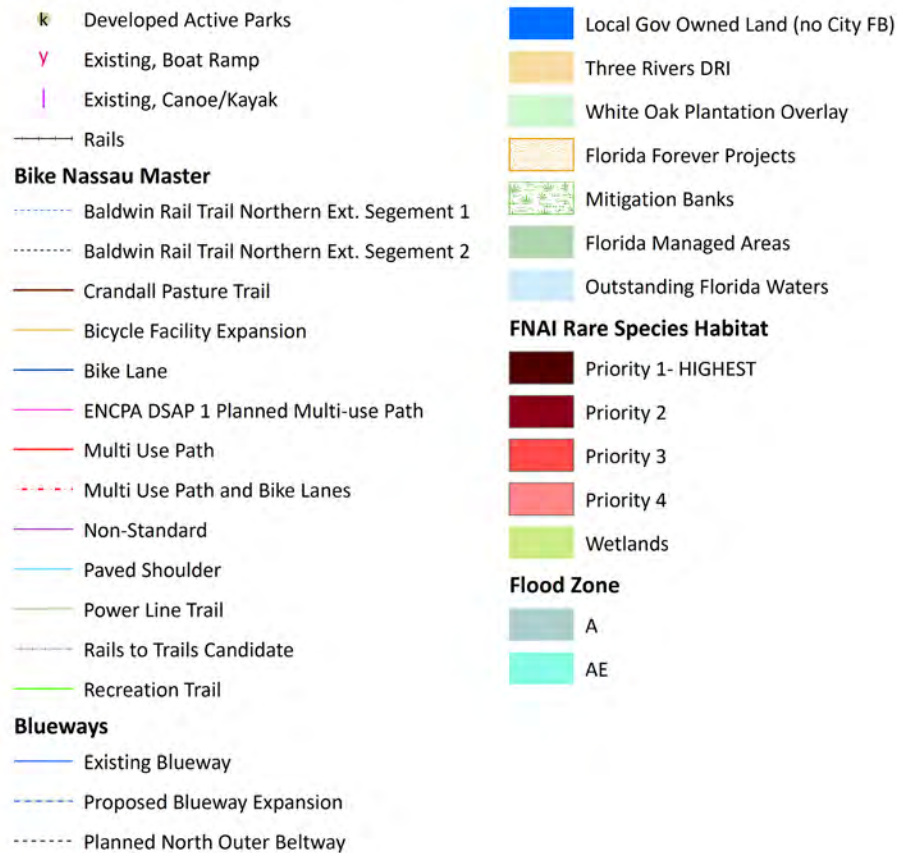 k Developed Active Parks
y Existing, Boat Ramp
Existing, Canoe/Kayak
Rails
Bike Nassau Master
Baldwin Rail Trail Northern Ext. Segement 1
Baldwin Rail Trail Northern Ext. Segement 2
Crandall Pasture Trail
Bicycle Facility Expansion
Bike Lane
ENCPA DSAP 1 Planned Multi-use Path
Multi Use Path
Multi Use Path and Bike Lanes
Non-Standard
Paved Shoulder
Power Line Trail
Rails to Trails Candidate
Recreation Trail
Blueways
Existing Blueway
Proposed Blueway Expansion
Planned North Outer Beltway
Local Gov Owned Land (no City FB)
Three Rivers DRI
White Oak Plantation Overlay
Florida Forever Projects
Mitigation Banks
Florida Managed Areas
Outstanding Florida Waters
FNAI Rare Species Habitat
Priority 1- HIGHEST
Priority 2
Priority 3
Priority 4
Wetlands
Flood Zone
A
AE